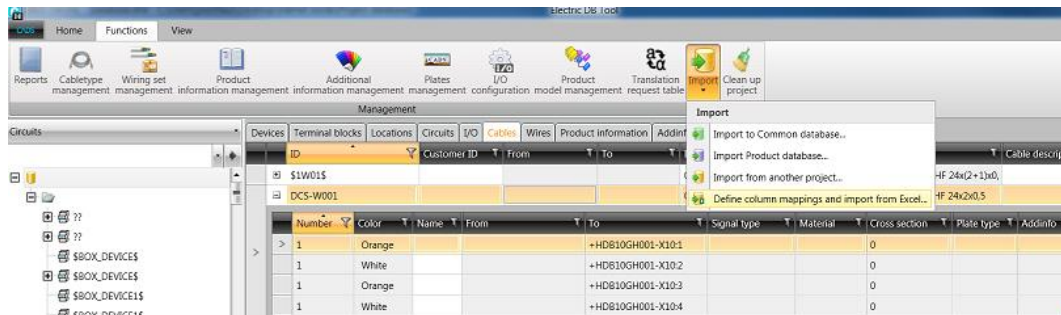 Electric DB Tool
Home Functions View
Reports Cabletype management Wiring set management Product information management Additional information management Plates management I/O configuration Product model management Translation request table Import Clean up project
Management
Import
Import to Common database...
Import Product database...
Import from another project...
Define column mappings and import from Excel...
Circuits
Devices Terminal blocks Locations Circuits I/O Cables Wires Product information Addinf
ID Customer ID From To Cable descrip
$1W01$ HF 24x(2+1)x0,
DCS-W001 HF 24x2x0,5
Number Color Name From To Signal type Material Cross section Plate type Addinfo
1 Orange +HDB10GH001-X10:1 0
1 White +HDB10GH001-X10:2 0
1 Orange +HDB10GH001-X10:3 0
1 White +HDB10GH001-X10:4 0
??
??
$BOX_DEVICE$
$BOX_DEVICE$
$BOX_DEVICE1$
$BOX_DEVICE1$